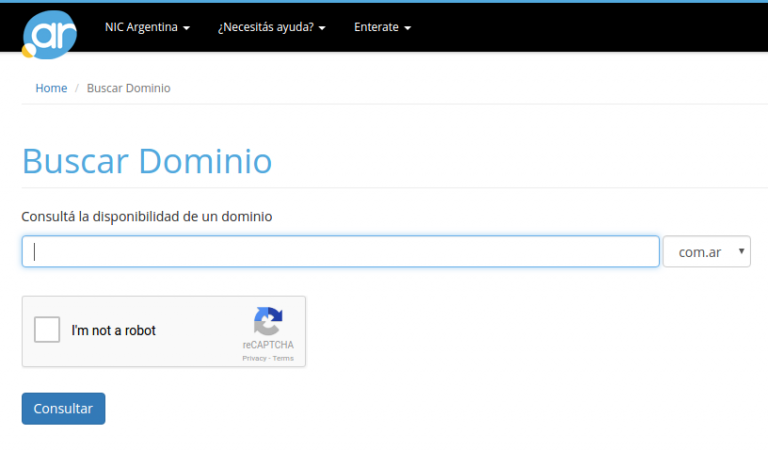 .ar
NIC Argentina ¿Necesitás ayuda? Enterate
Home / Buscar Dominio
Buscar Dominio
Consultá la disponibilidad de un dominio
com.ar
I'm not a robot
reCAPTCHA
Privacy - Terms
Consultar